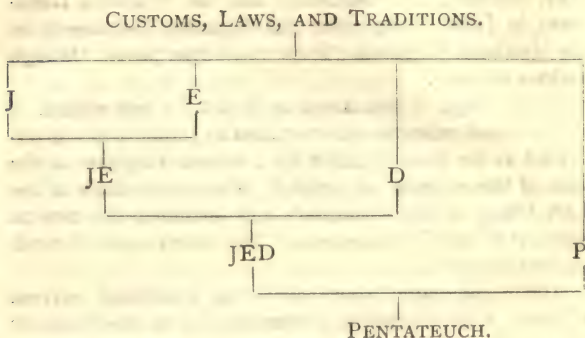 Customs, Laws, and Traditions.
J E
JE D
JED P
Pentateuch.